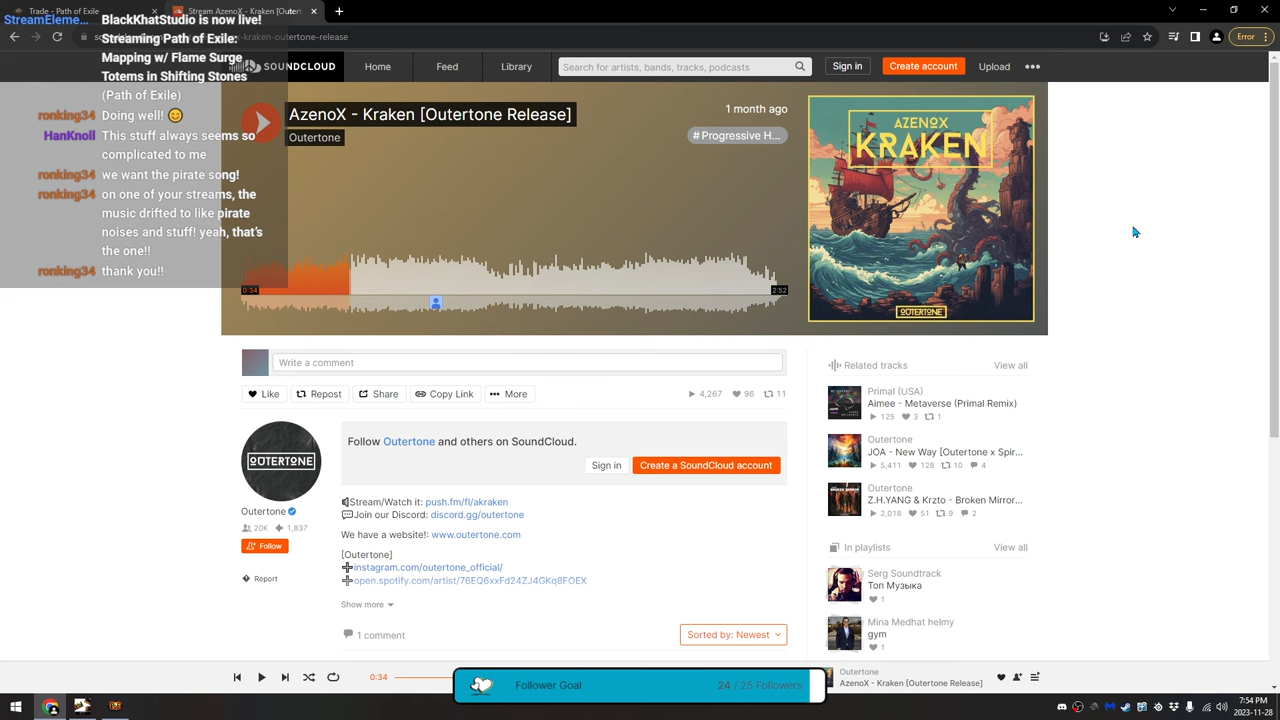 Trade - Path of Exile
Outertone [Outertone R
StreamElements BlackHatStudio is now
Streaming Path of Exile:
Mapping w/ Flame Surge
Totems in Shifting Stones
(Path of Exile)
ronking34 Doing well! 😊
HanKnoll This stuff always seems so
complicated to me
ronking34 we want the pirate song!
ronking34 on one of your streams, the
music drifted to like pirate
noises and stuff! yeah, that's
the one!!
ronking34 thank you!!
Error
SOUNDCLOUD
Home
Feed
Library
Search for artists, bands, tracks, podcasts
Sign in
Create account
Upload
AzenoX - Kraken [Outertone Release]
Outertone
1 month ago
# Progressive H...
AZENOX
KRAKEN
OUTERTONE
0:34
2:52
Write a comment
Like
Repost
Share
Copy Link
More
4,267
96
11
OUTERTONE
Outertone
20K
1,837
Follow
Report
Follow Outertone and others on SoundCloud.
Sign in
Create a SoundCloud account
Stream/Watch it: push.fm/fl/akraken
Join our Discord: discord.gg/outertone
We have a website!: www.outertone.com
[Outertone]
instagram.com/outertone_official/
open.spotify.com/artist/76EQ6xxFd24ZJ4GKq8FOEX
Show more
1 comment
Sorted by: Newest
Related tracks
View all
Primal (USA)
Aimee - Metaverse (Primal Remix)
125
3
1
Outertone
JOA - New Way [Outertone x Spir...
5,411
128
10
4
Outertone
Z.H.YANG & Krzto - Broken Mirror...
2,018
51
9
2
In playlists
View all
Serg Soundtrack
Топ Музыка
1
Mina Medhat helmy
gym
1
0:34
Follower Goal
24 / 25 Followers
Outertone
AzenoX - Kraken [Outertone Release]
7:54 PM
2023-11-28